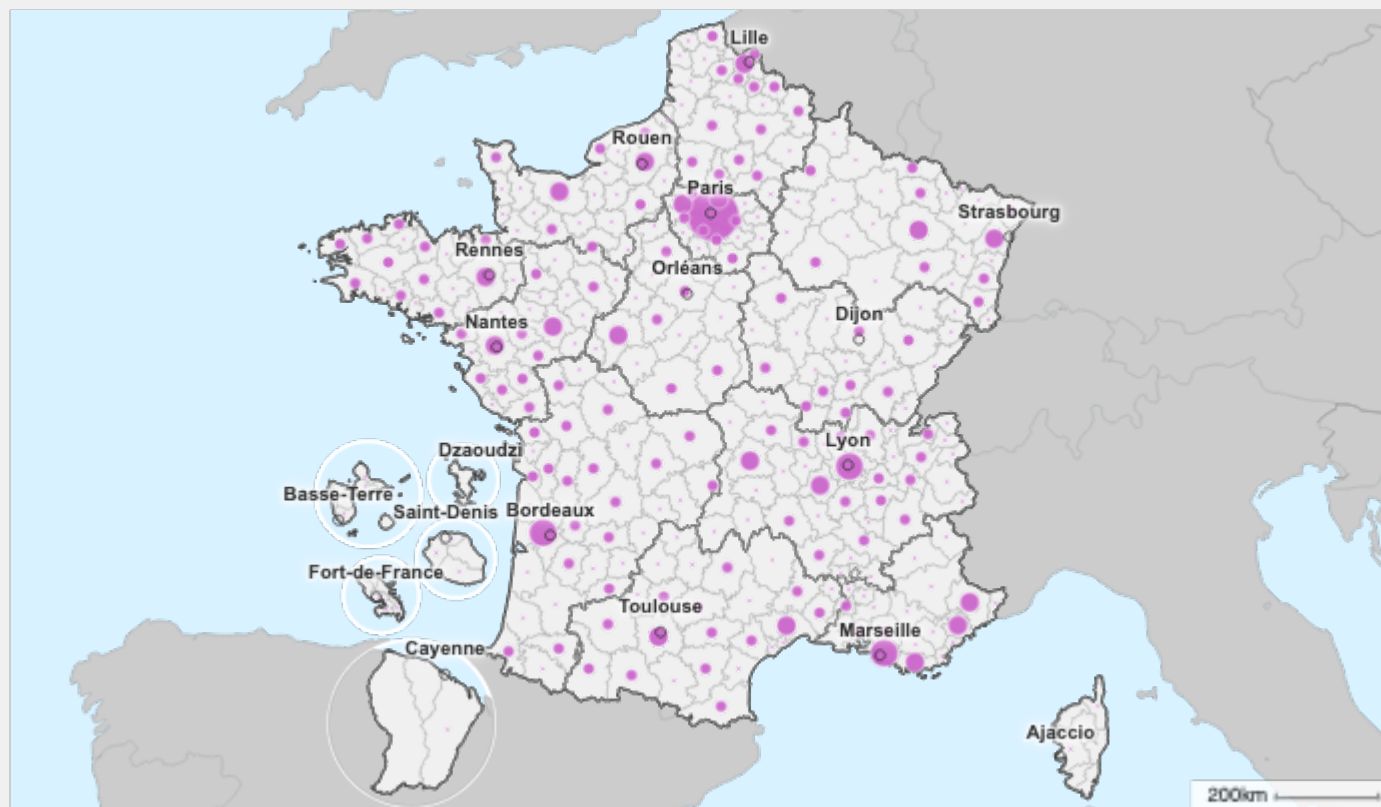 Lille
Rouen
Paris
Strasbourg
Rennes
Orléans
Nantes
Dijon
Lyon
Dzaoudzi
Basse-Terre
Saint-Denis
Bordeaux
Fort-de-France
Toulouse
Marseille
Cayenne
Ajaccio
200km